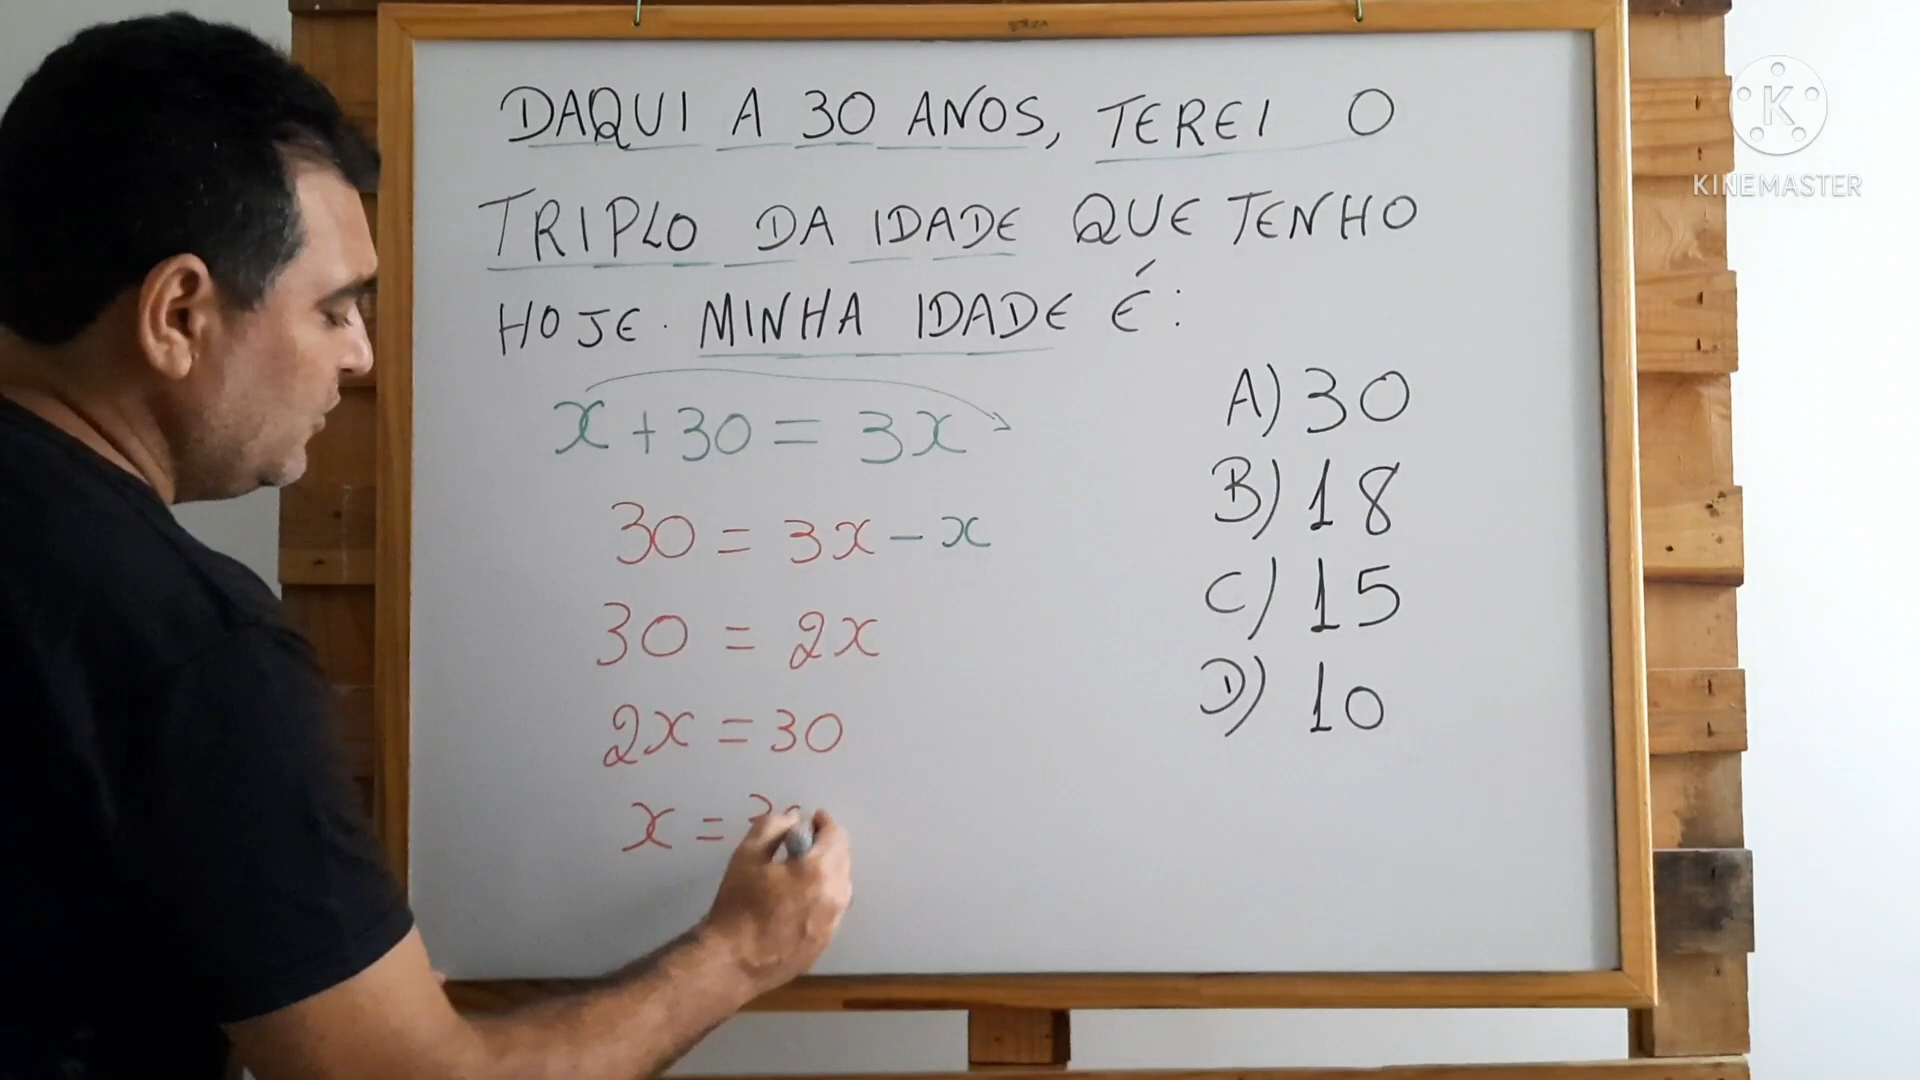 DAQUI A 30 ANOS, TEREI O
TRIPLO DA IDADE QUE TENHO
HOJE. MINHA IDADE É:
x + 30 = 3x
30 = 3x - x
30 = 2x
2x = 30
x =
A) 30
B) 18
C) 15
D) 10
K
KINEMASTER